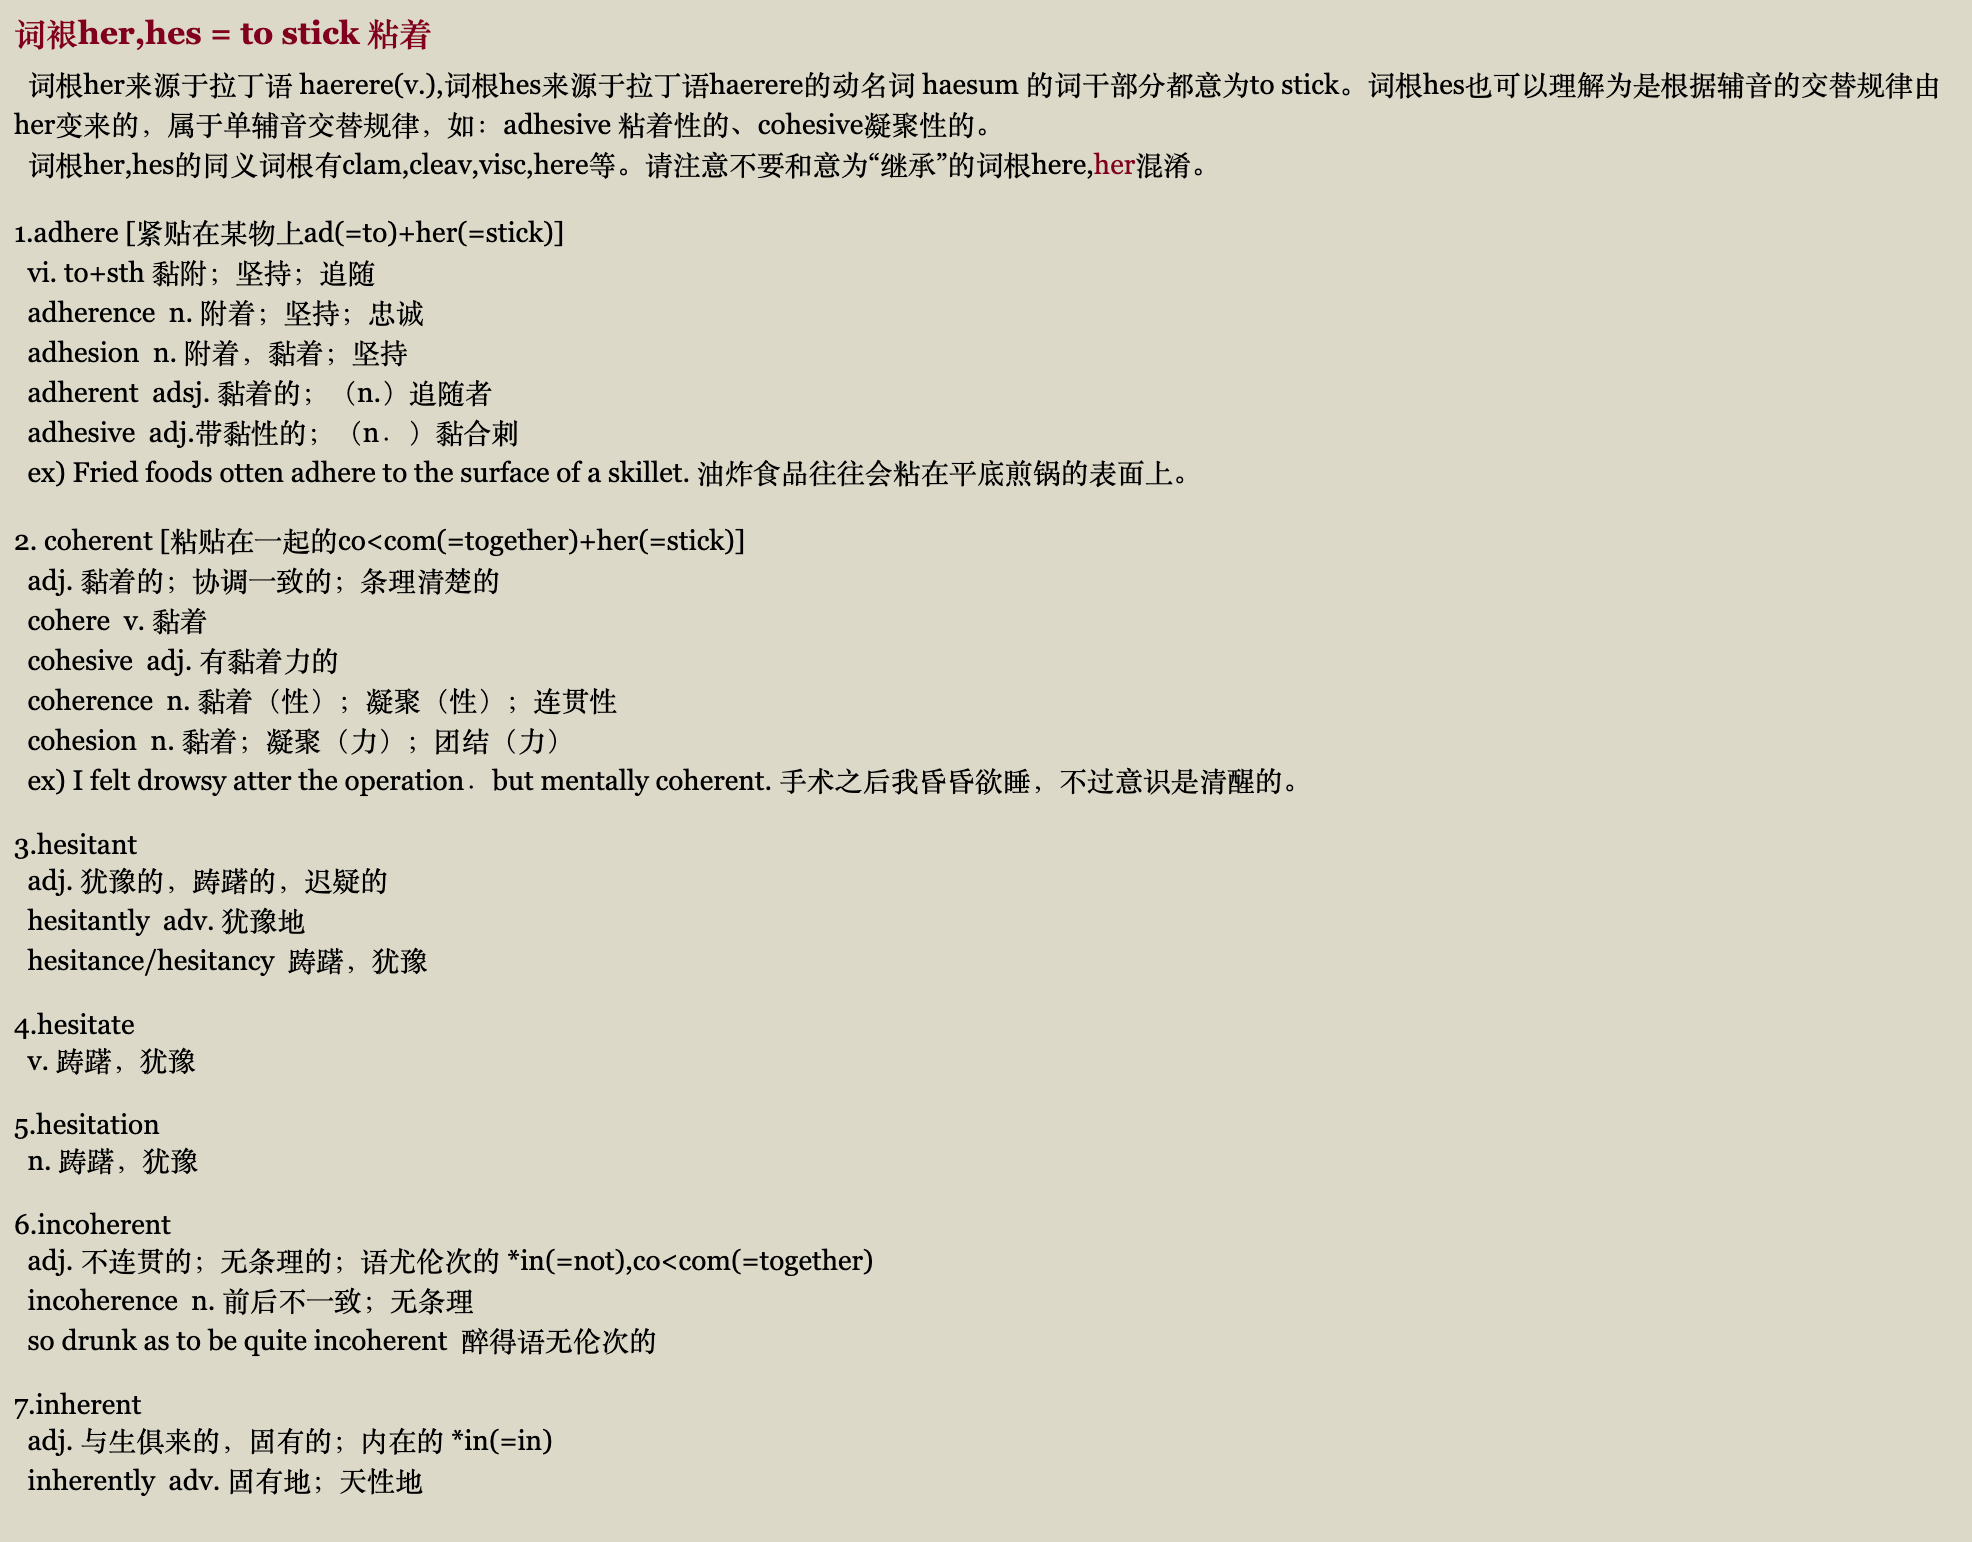 词裉her,hes = to stick 粘着
词根her来源于拉丁语 haerere(v.),词根hes来源于拉丁语haerere的动名词 haesum 的词干部分都意为to stick。词根hes也可以理解为是根据辅音的交替规律由
her变来的，属于单辅音交替规律，如：adhesive 粘着性的、cohesive凝聚性的。
词根her,hes的同义词根有clam,cleav,visc,here等。请注意不要和意为“继承”的词根here,her混淆。
1.adhere [紧贴在某物上ad(=to)+her(=stick)]
vi. to+sth 黏附；坚持；追随
adherence n. 附着；坚持；忠诚
adhesion n. 附着，黏着；坚持
adherent adsj. 黏着的；（n.）追随者
adhesive adj.带黏性的；（n．）黏合刺
ex) Fried foods otten adhere to the surface of a skillet. 油炸食品往往会粘在平底煎锅的表面上。
2. coherent [粘贴在一起的co<com(=together)+her(=stick)]
adj. 黏着的；协调一致的；条理清楚的
cohere v. 黏着
cohesive adj. 有黏着力的
coherence n. 黏着（性）；凝聚（性）；连贯性
cohesion n. 黏着；凝聚（力）；团结（力）
ex) I felt drowsy atter the operation．but mentally coherent. 手术之后我昏昏欲睡，不过意识是清醒的。
3.hesitant
adj. 犹豫的，踌躇的，迟疑的
hesitantly adv. 犹豫地
hesitance/hesitancy 踌躇，犹豫
4.hesitate
v. 踌躇，犹豫
5.hesitation
n. 踌躇，犹豫
6.incoherent
adj. 不连贯的；无条理的；语尤伦次的 *in(=not),co<com(=together)
incoherence n. 前后不一致；无条理
so drunk as to be quite incoherent 醉得语无伦次的
7.inherent
adj. 与生俱来的，固有的；内在的 *in(=in)
inherently adv. 固有地；天性地